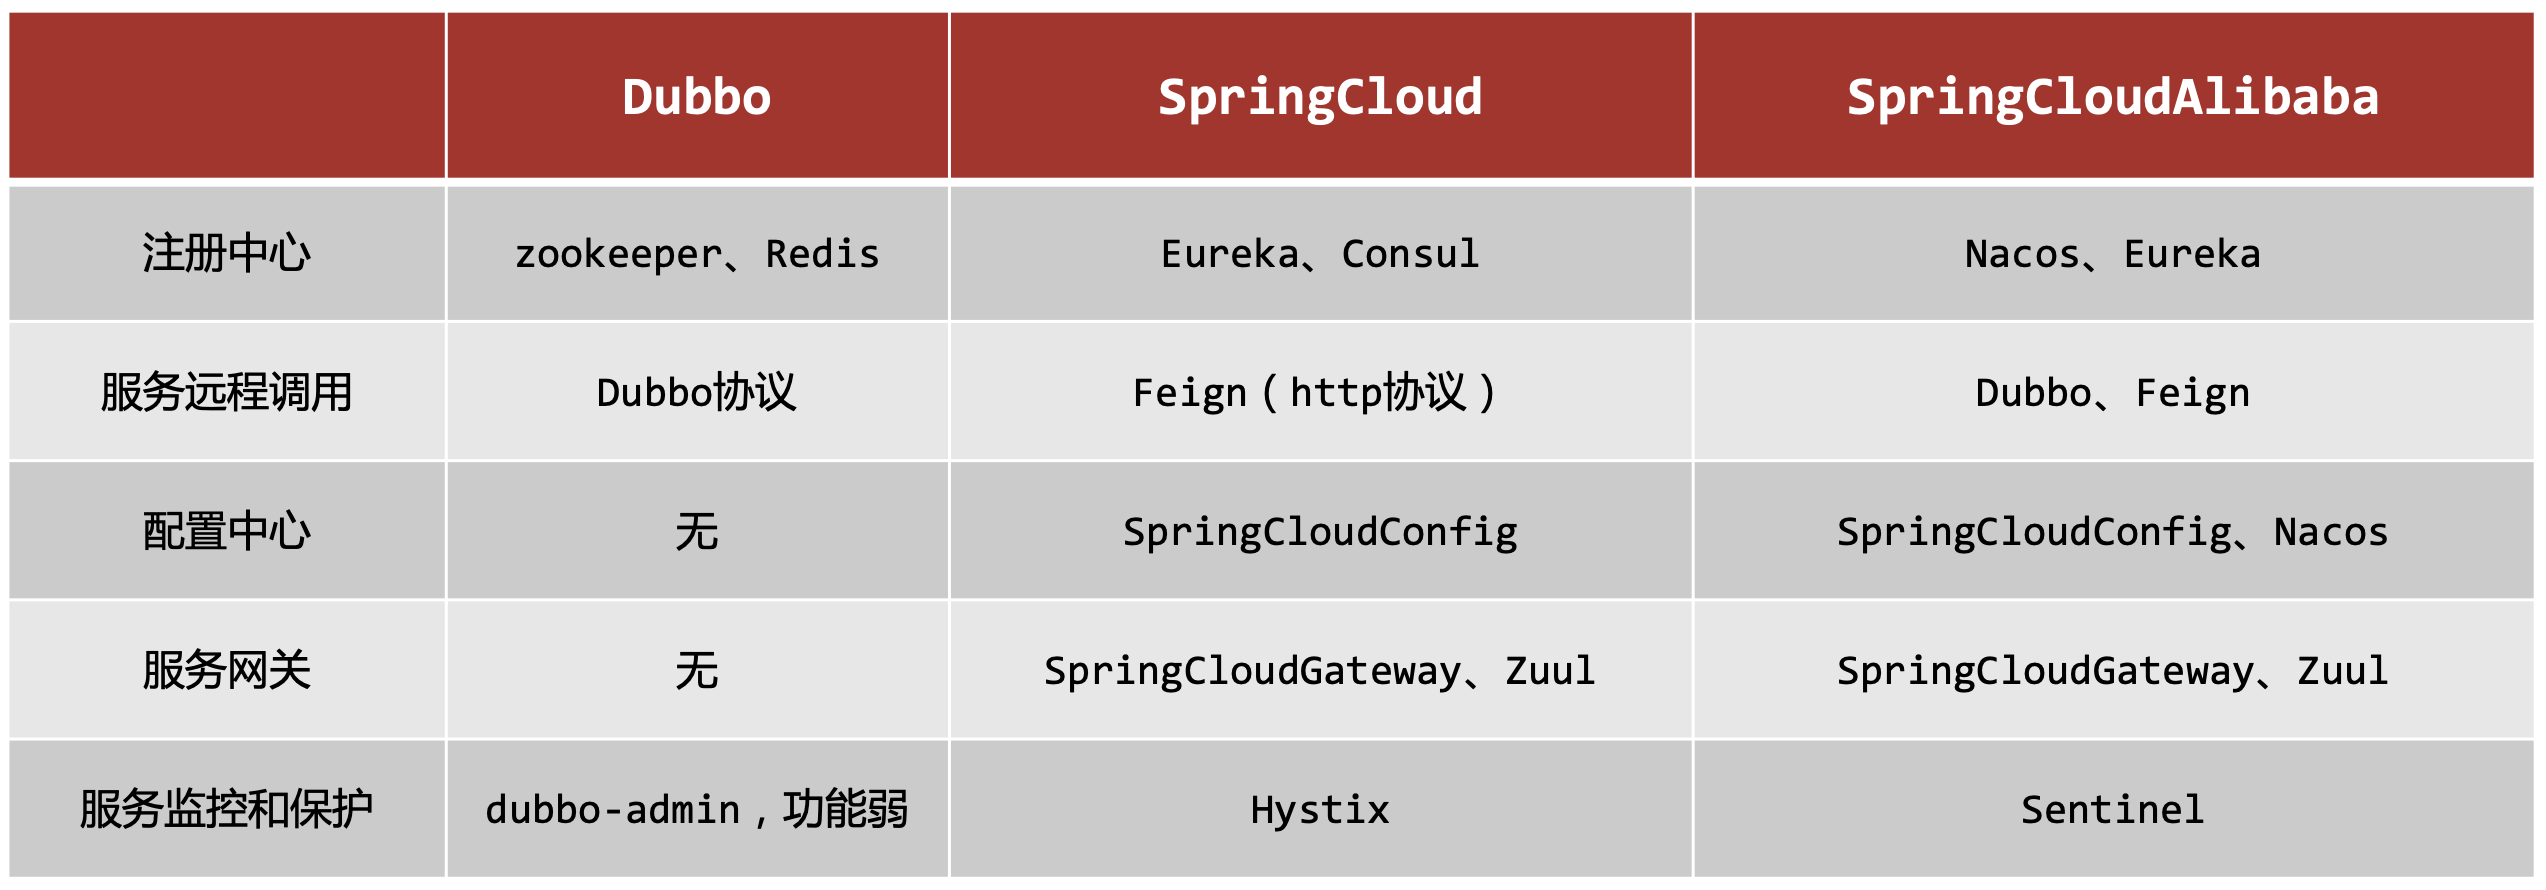 Dubbo SpringCloud SpringCloudAlibaba
注册中心 zookeeper、Redis Eureka、Consul Nacos、Eureka
服务远程调用 Dubbo协议 Feign（http协议） Dubbo、Feign
配置中心 无 SpringCloudConfig SpringCloudConfig、Nacos
服务网关 无 SpringCloudGateway、Zuul SpringCloudGateway、Zuul
服务监控和保护 dubbo-admin，功能弱 Hystix Sentinel